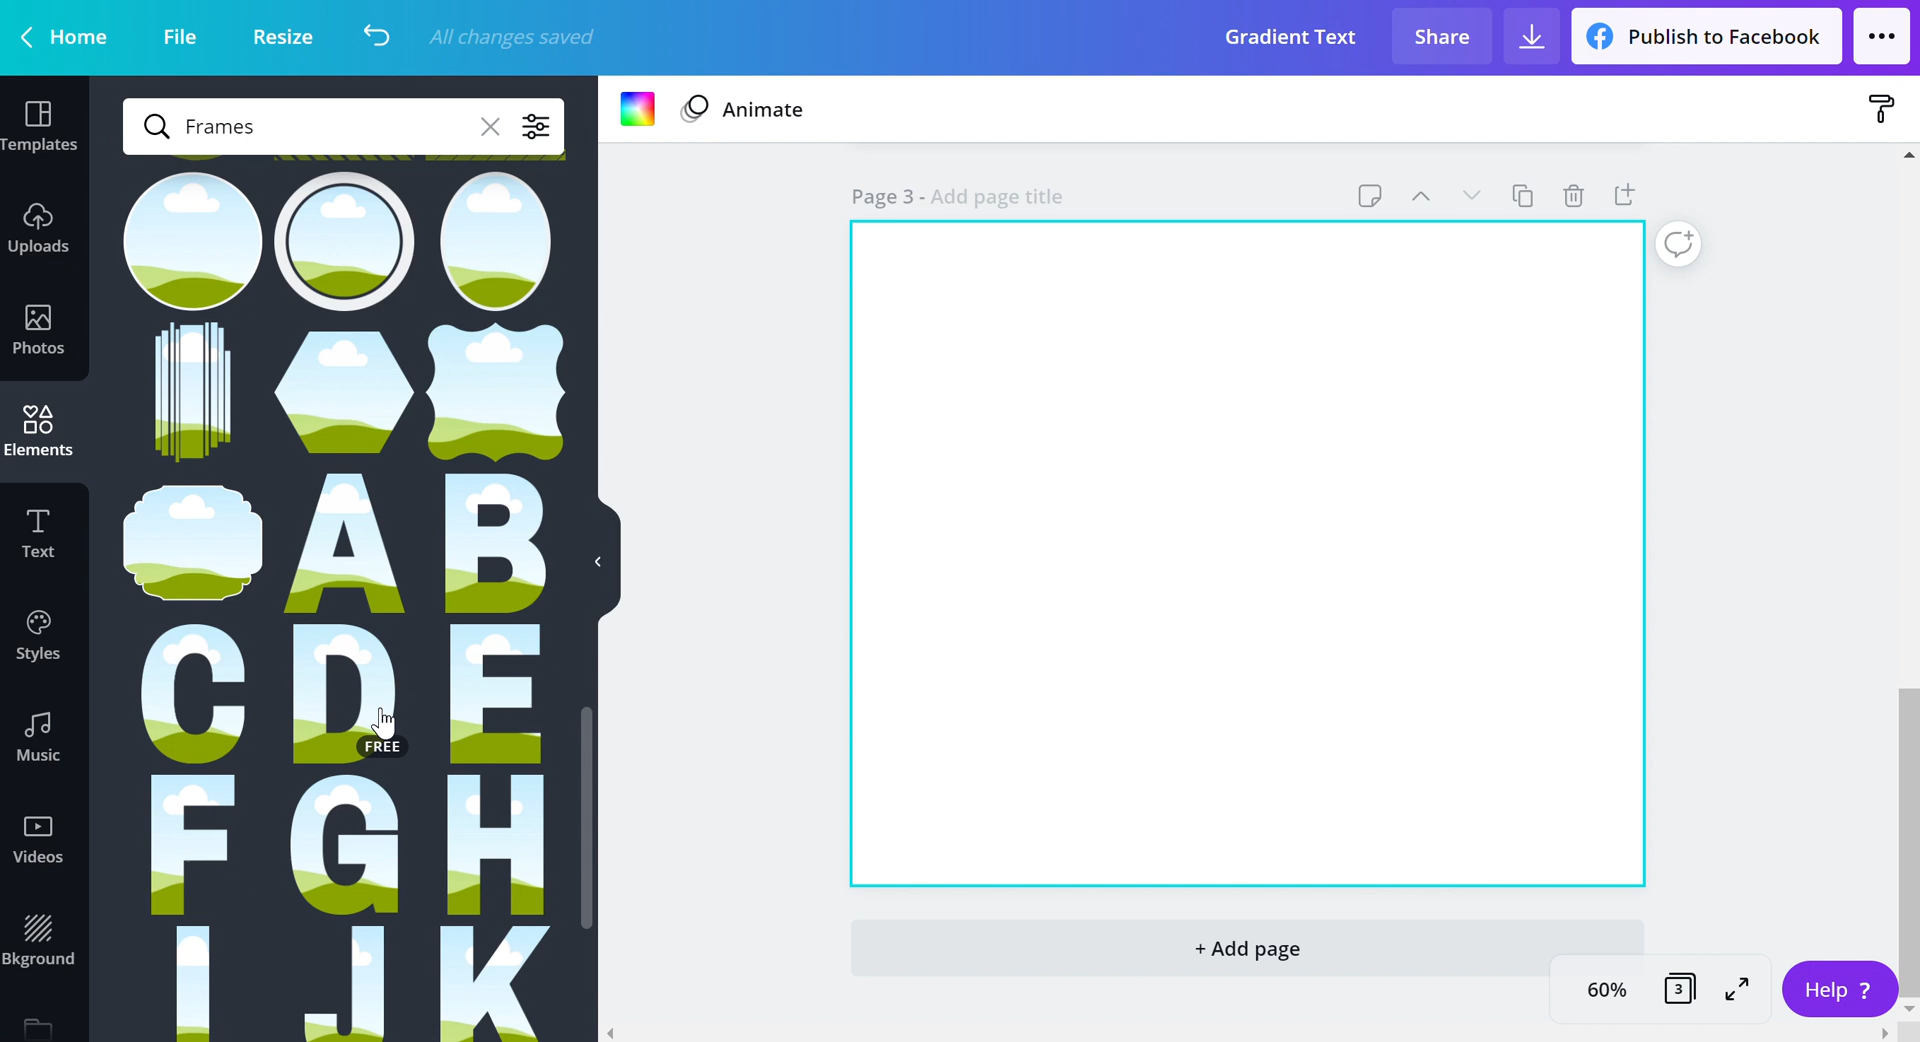 Home File Resize All changes saved Gradient Text Share Publish to Facebook
Frames Animate
Templates
Uploads
Photos
Elements
Text
Styles
Music
Videos
Bkground
A B
C D E
FREE
F G H
I J K
Page 3 - Add page title
+ Add page
60% 3 Help ?